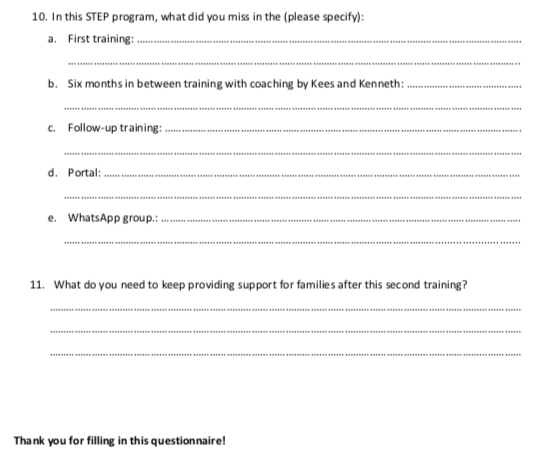 10. In this STEP program, what did you miss in the (please specify):
a. First training: ..........................................................................................
..........................................................................................
b. Six months in between training with coaching by Kees and Kenneth: ..............................
..........................................................................................
c. Follow-up training: ..........................................................................................
..........................................................................................
d. Portal: ..........................................................................................
..........................................................................................
e. WhatsApp group.: ..........................................................................................
..........................................................................................
11. What do you need to keep providing support for families after this second training?
..........................................................................................
..........................................................................................
..........................................................................................
Thank you for filling in this questionnaire!